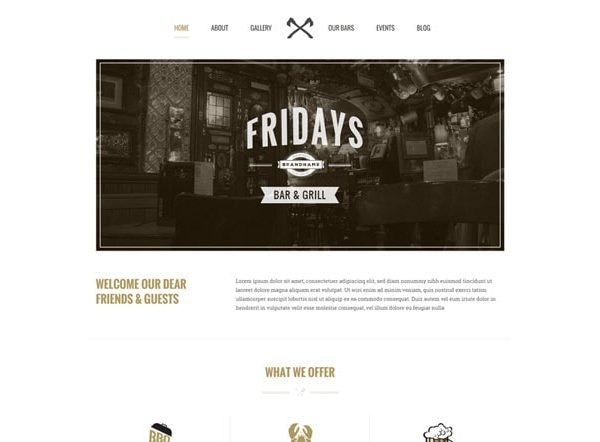 HOME
ABOUT
GALLERY
OUR BARS
EVENTS
BLOG
FRIDAYS
BRANDNAME
BAR & GRILL
WELCOME OUR DEAR
FRIENDS & GUESTS
Lorem ipsum dolor sit amet, consectetuer adipiscing elit, sed diam nonummy nibh euismod tincidunt ut
laoreet dolore magna aliquam erat volutpat. Ut wisi enim ad minim veniam, quis nostrud exerci tation
ullamcorper suscipit lobortis nisl ut ea commodo consequat. Duis autem vel eum iriure dolor in
hendrerit in vulputate velit esse molestie consequat, vel illum dolore eu feugiat nulla
WHAT WE OFFER
BBQ